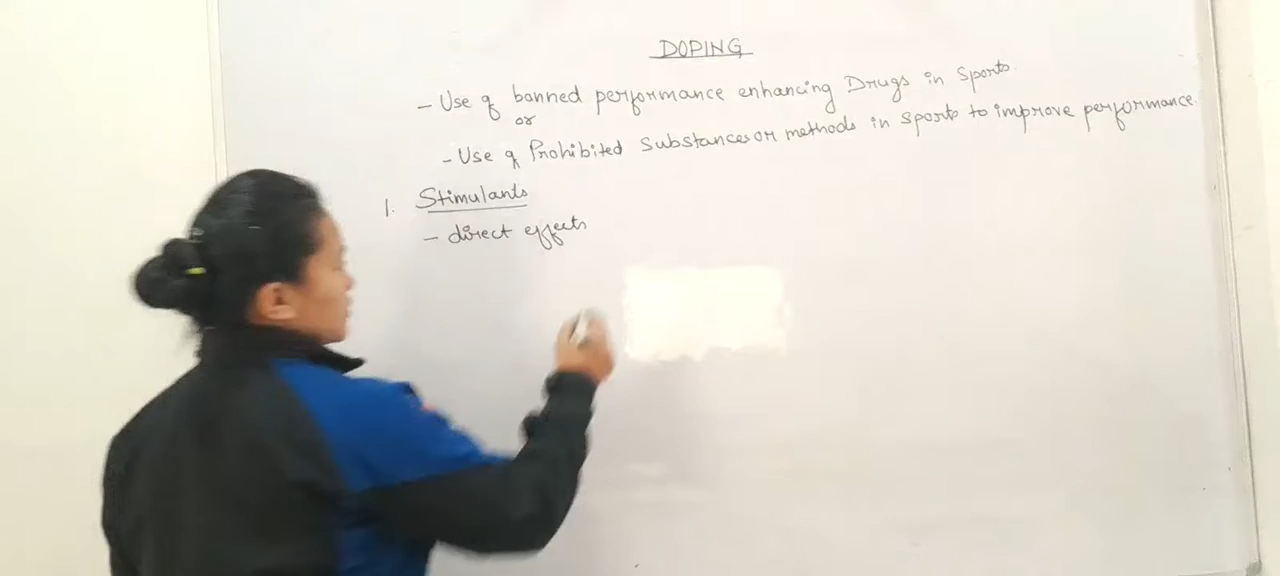 DOPING
- Use of banned performance enhancing Drugs in Sports.
or
- Use of Prohibited Substances or methods in sports to improve performance.
1. Stimulants
- direct effects